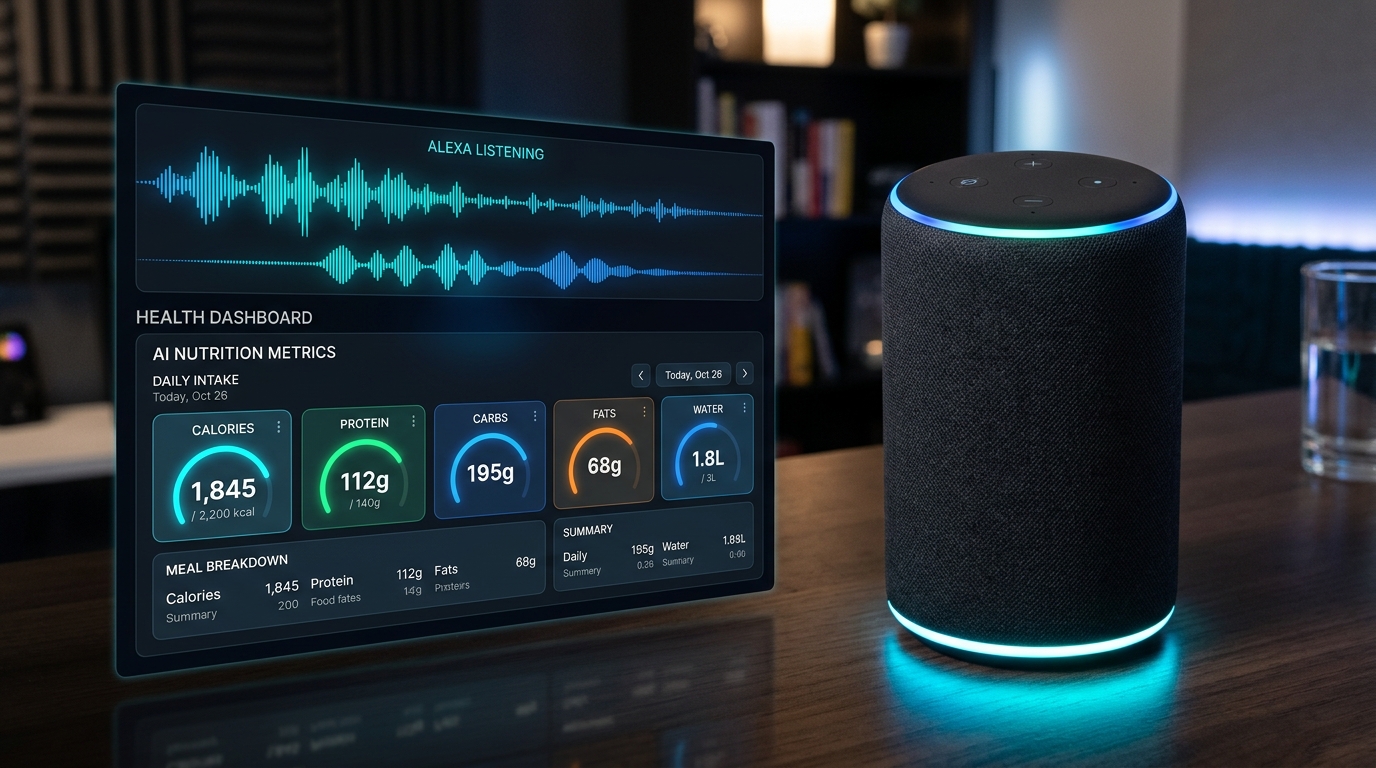 ALEXA LISTENING
HEALTH DASHBOARD
AI NUTRITION METRICS
DAILY INTAKE
Today, Oct 26
Today, Oct 26
CALORIES
1,845
/ 2,200 kcal
PROTEIN
112g
/ 140g
CARBS
195g
FATS
68g
WATER
1.8L
/ 3L
MEAL BREAKDOWN
Calories 1,845 Protein 112g Fats 68g
Summary 200 Food fates 14g
SUMMARY
Daily 195g Water 1.88L
Summery 0.26 Summary 0:00